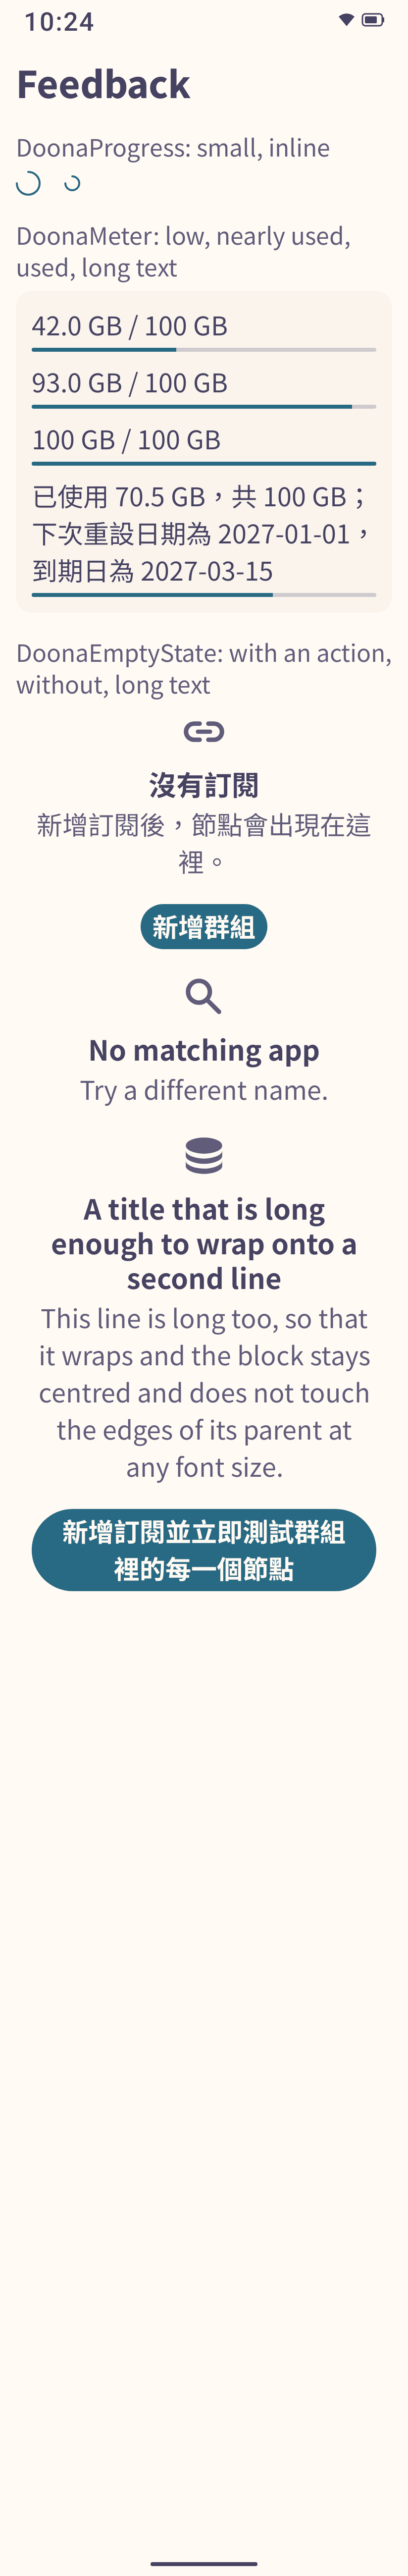 10:24
Feedback
DoonaProgress: small, inline
DoonaMeter: low, nearly used,
used, long text
42.0 GB / 100 GB
93.0 GB / 100 GB
100 GB / 100 GB
已使用 70.5 GB，共 100 GB；
下次重設日期為 2027-01-01，
到期日為 2027-03-15
DoonaEmptyState: with an action,
without, long text
沒有訂閱
新增訂閱後，節點會出現在這
裡。
新增群組
No matching app
Try a different name.
A title that is long
enough to wrap onto a
second line
This line is long too, so that
it wraps and the block stays
centred and does not touch
the edges of its parent at
any font size.
新增訂閱並立即測試群組
裡的每一個節點